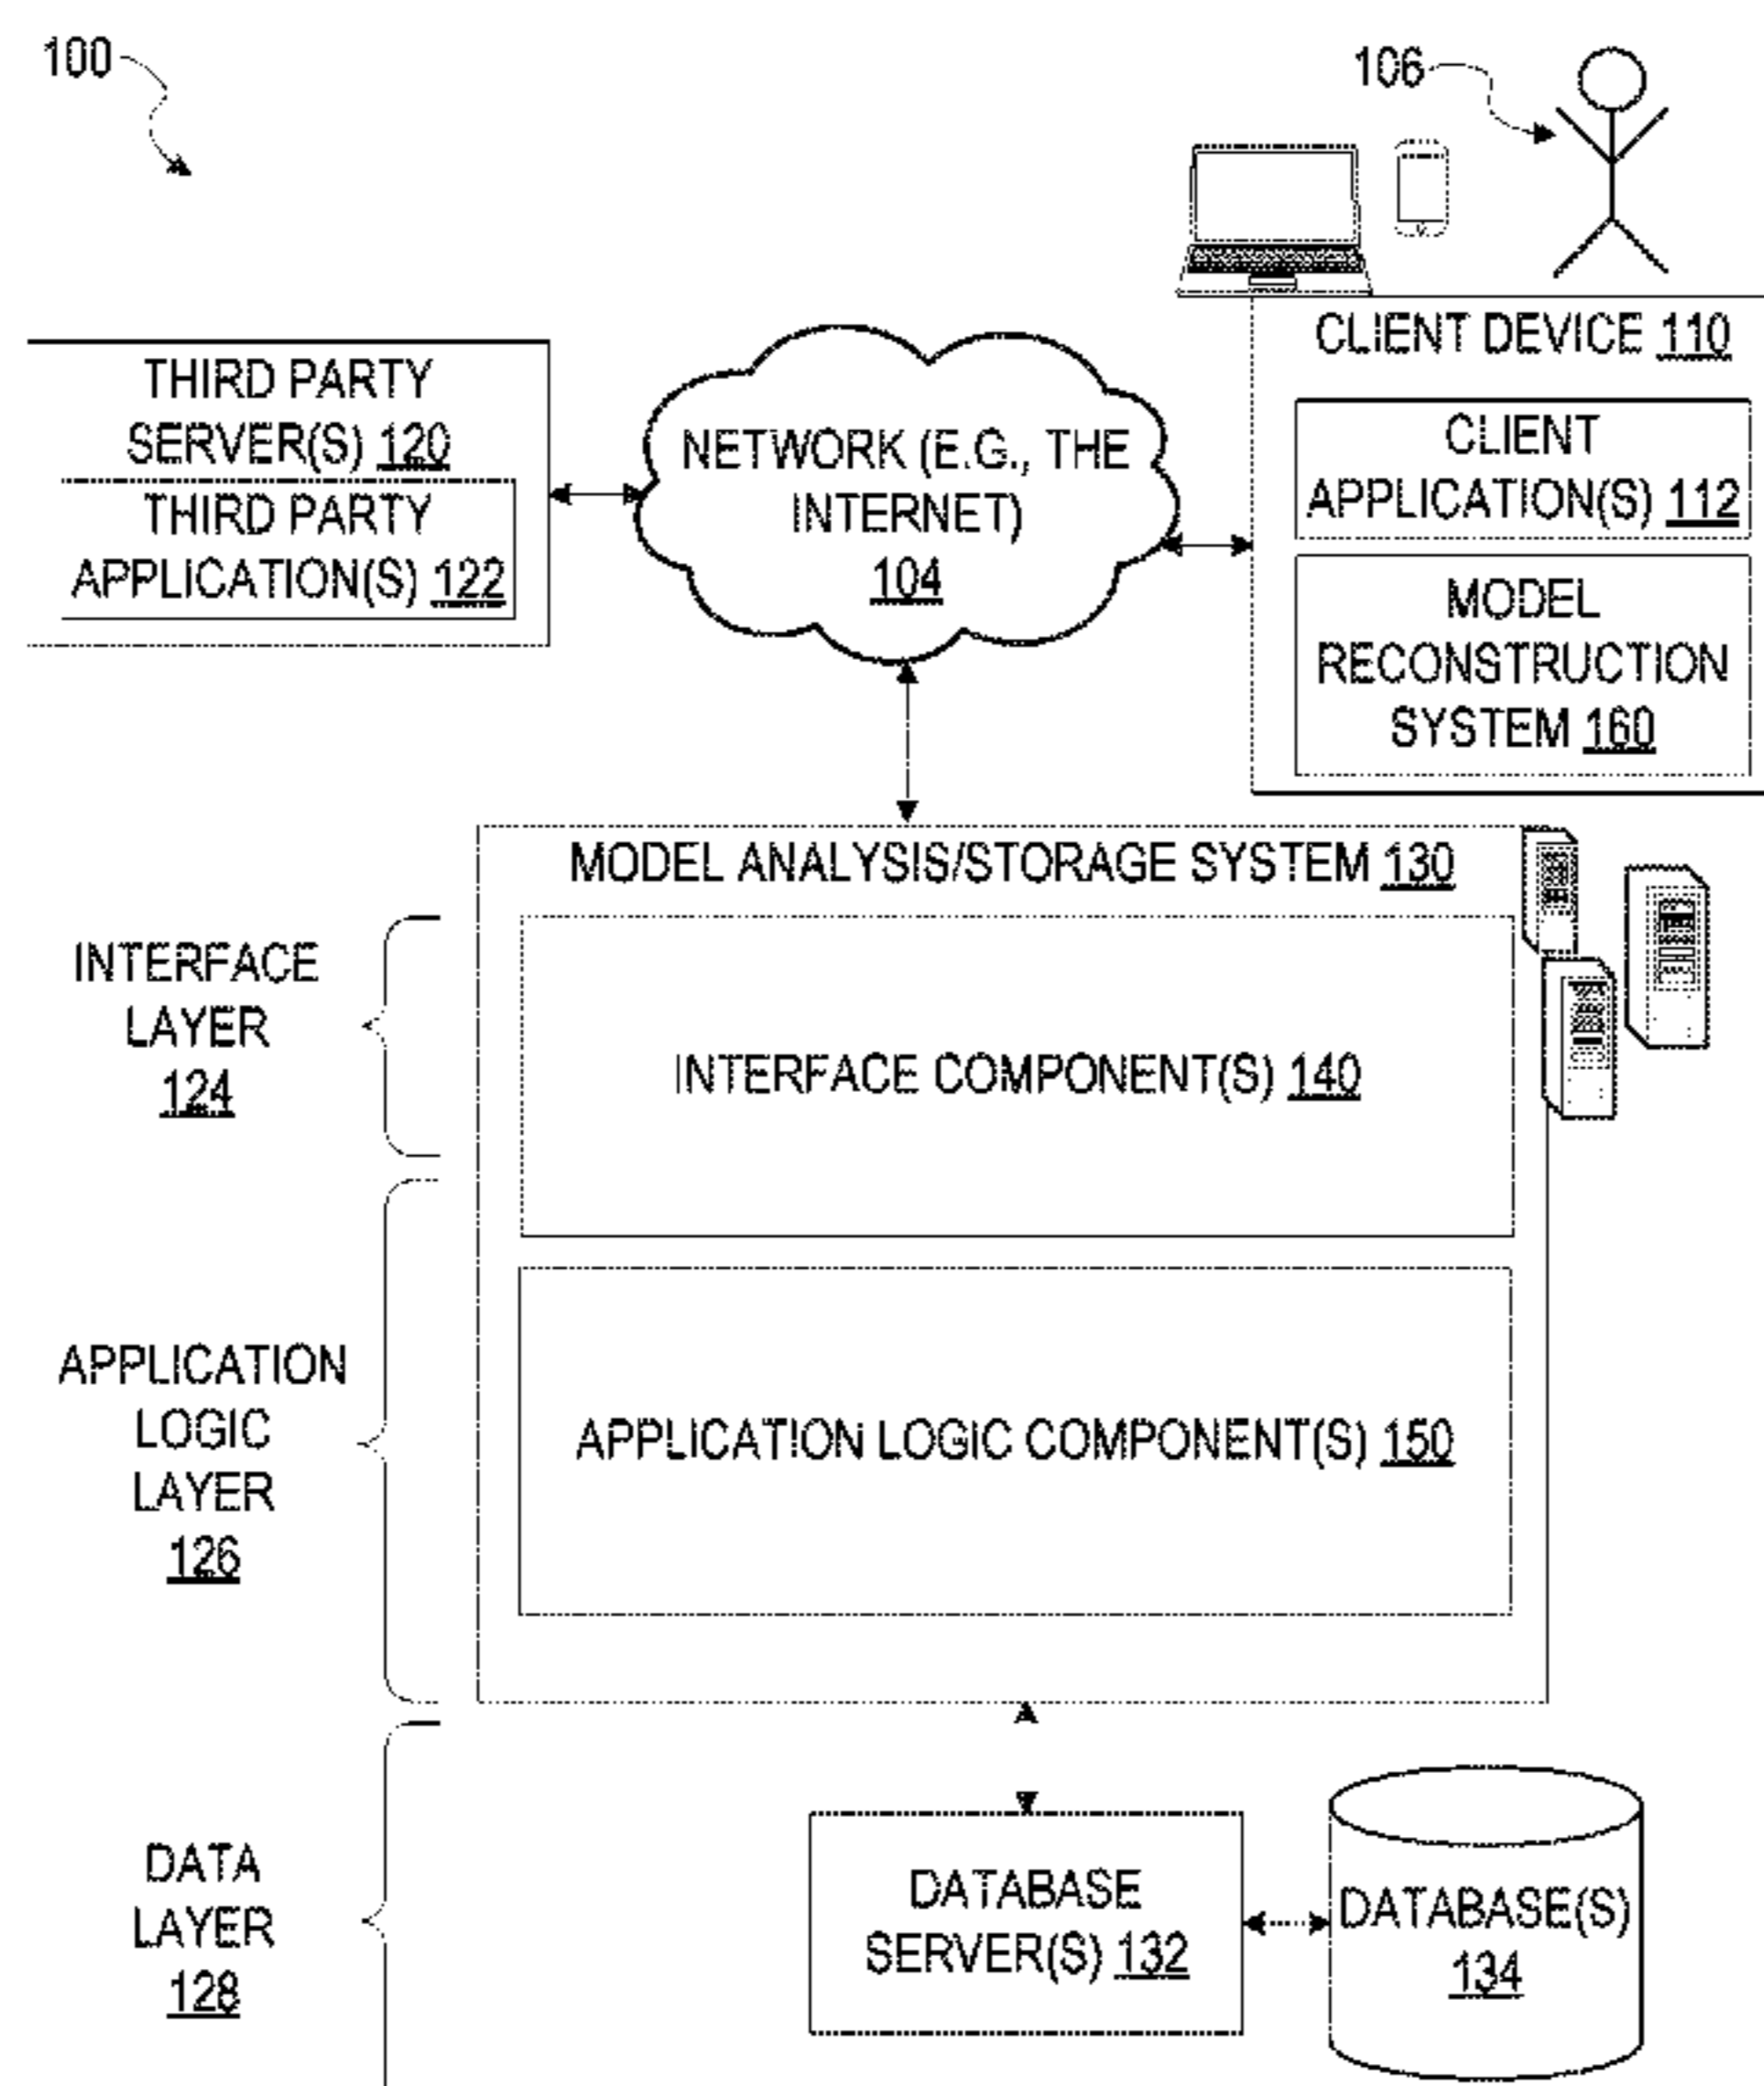 100
106
CLIENT DEVICE 110
CLIENT
APPLICATION(S) 112
MODEL
RECONSTRUCTION
SYSTEM 160
THIRD PARTY
SERVER(S) 120
THIRD PARTY
APPLICATION(S) 122
NETWORK (E.G., THE
INTERNET)
104
MODEL ANALYSIS/STORAGE SYSTEM 130
INTERFACE
LAYER
124
INTERFACE COMPONENT(S) 140
APPLICATION
LOGIC
LAYER
126
APPLICATION LOGIC COMPONENT(S) 150
DATA
LAYER
128
DATABASE
SERVER(S) 132
DATABASE(S)
134